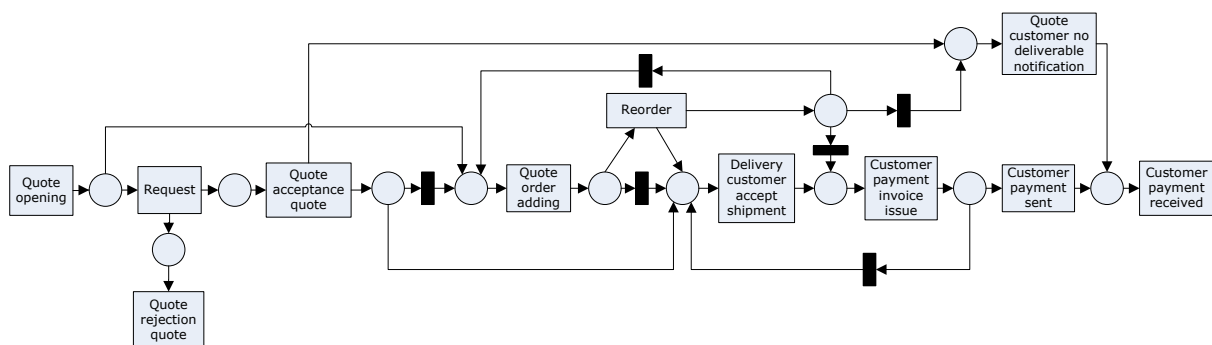 Quote
opening
Request
Quote
rejection
quote
Quote
acceptance
quote
Quote
order
adding
Reorder
Delivery
customer
accept
shipment
Customer
payment
invoice
issue
Quote
customer no
deliverable
notification
Customer
payment
sent
Customer
payment
received